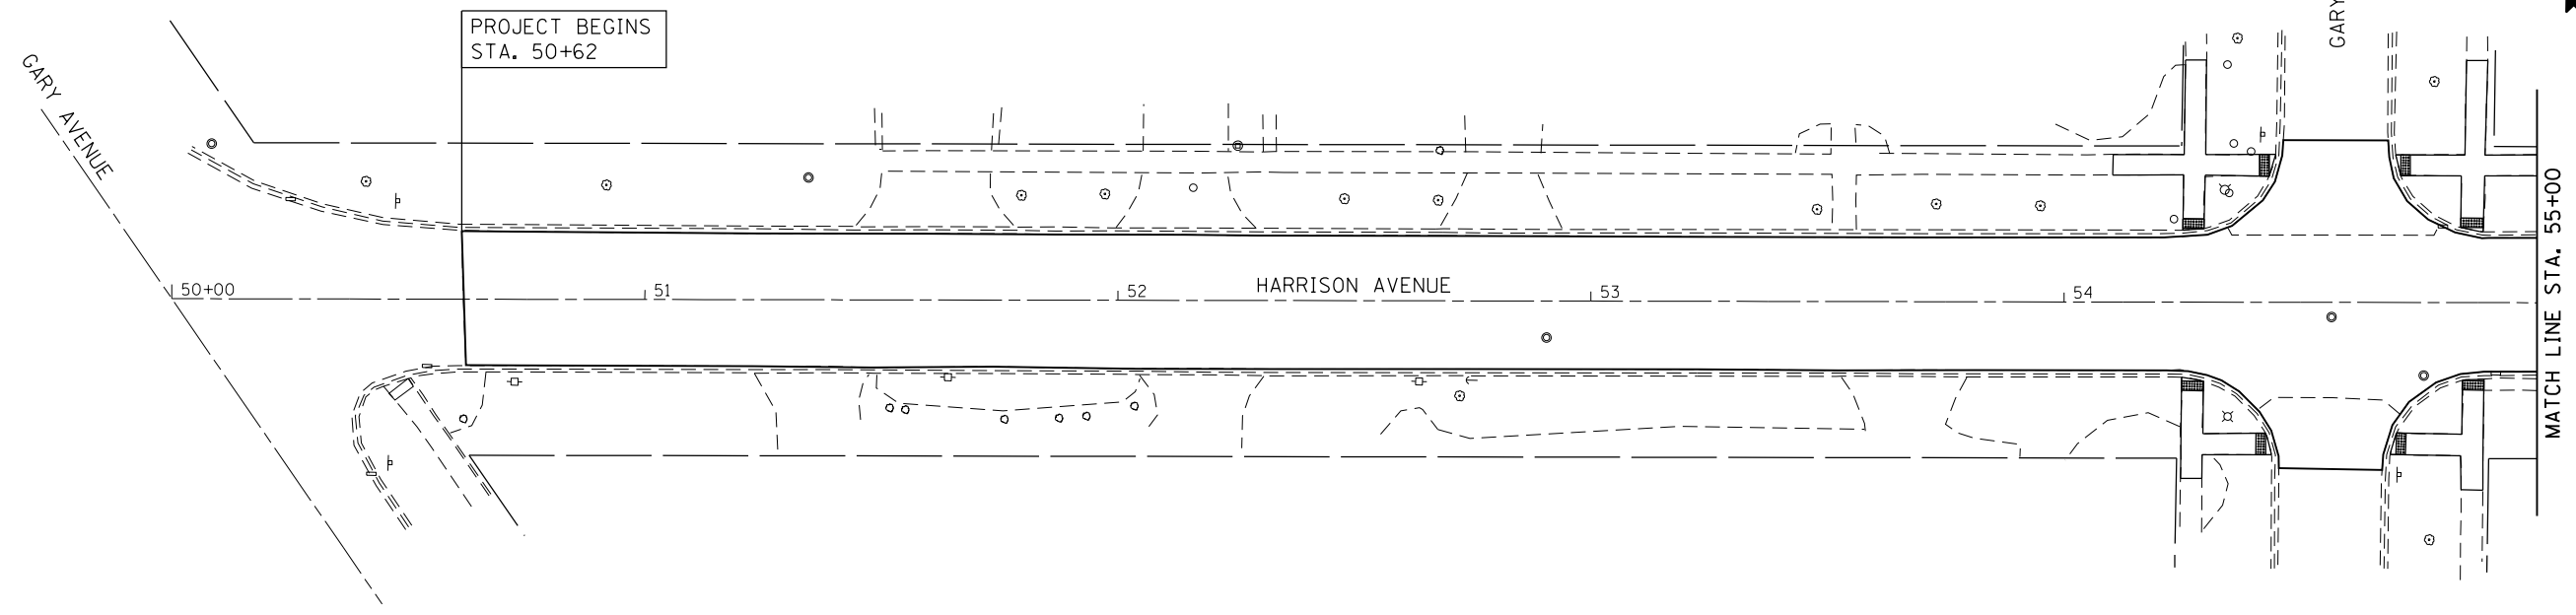 PROJECT BEGINS
STA. 50+62
GARY
GARY AVENUE
50+00
51
52
HARRISON AVENUE
53
54
MATCH LINE STA. 55+00